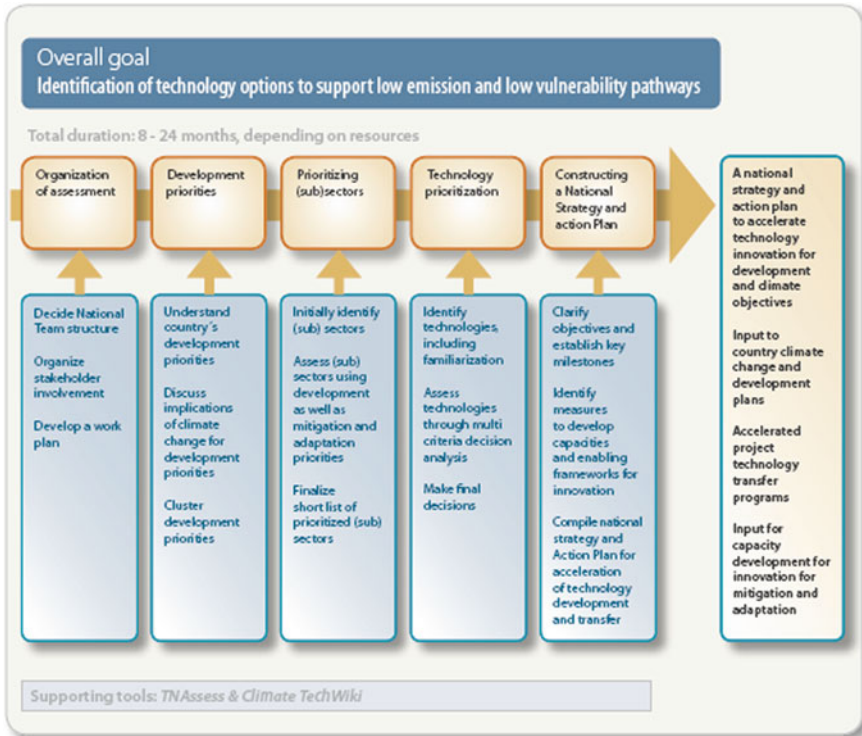 Overall goal
Identification of technology options to support low emission and low vulnerability pathways
Total duration: 8 - 24 months, depending on resources
Organization
of assessment
Development
priorities
Prioritizing
(sub)sectors
Technology
prioritization
Constructing
a National
Strategy and
action Plan
Decide National
Team structure
Organize
stakeholder
involvement
Develop a work
plan
Understand
country's
development
priorities
Discuss
implications
of climate
change for
development
priorities
Cluster
development
priorities
Initially identify
(sub) sectors
Assess (sub)
sectors using
development
as well as
mitigation and
adaptation
priorities
Finalize
short list of
prioritized (sub)
sectors
Identify
technologies,
including
familiarization
Assess
technologies
through multi
criteria decision
analysis
Make final
decisions
Clarify
objectives and
establish key
milestones
Identify
measures
to develop
capacities
and enabling
frameworks for
innovation
Compile national
strategy and
Action Plan for
acceleration
of technology
development
and transfer
A national
strategy and
action plan
to accelerate
technology
innovation for
development
and climate
objectives
Input to
country climate
change and
development
plans
Accelerated
project
technology
transfer
programs
Input for
capacity
development for
innovation for
mitigation and
adaptation
Supporting tools: TNAssess & Climate TechWiki